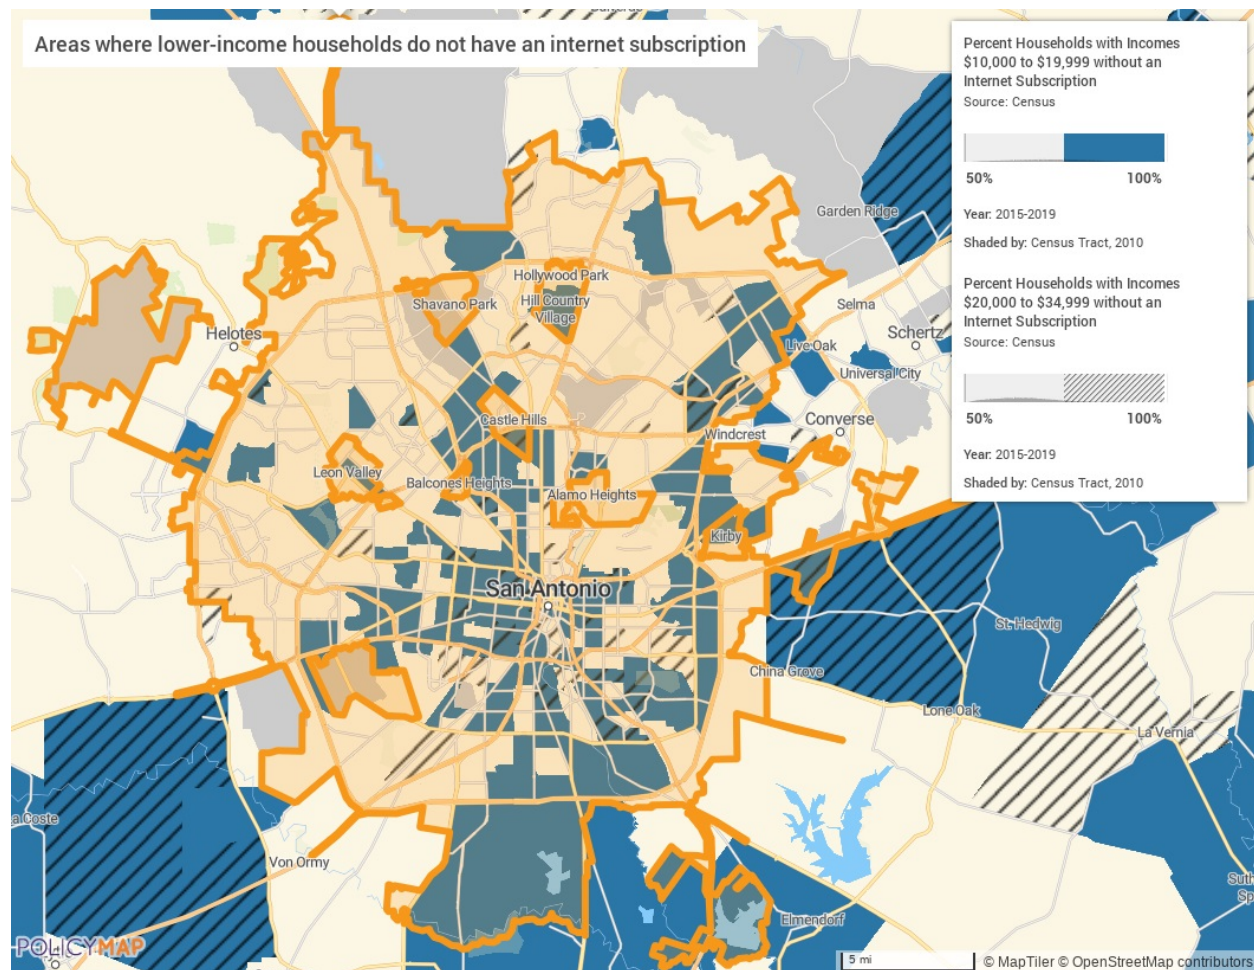 Areas where lower-income households do not have an internet subscription
Percent Households with Incomes
$10,000 to $19,999 without an
Internet Subscription
Source: Census
50% 100%
Year: 2015-2019
Shaded by: Census Tract, 2010
Percent Households with Incomes
$20,000 to $34,999 without an
Internet Subscription
Source: Census
50% 100%
Year: 2015-2019
Shaded by: Census Tract, 2010
Garden Ridge
Hollywood Park
Shavano Park
Hill Country
Village
Selma
Helotes
Schertz
Live Oak
Universal City
Castle Hills
Converse
Windcrest
Leon Valley
Balcones Heights
Alamo Heights
Kirby
San Antonio
St. Hedwig
China Grove
Lone Oak
La Vernia
a Coste
Von Ormy
Elmendorf
POLICYMAP
5 mi
© MapTiler © OpenStreetMap contributors